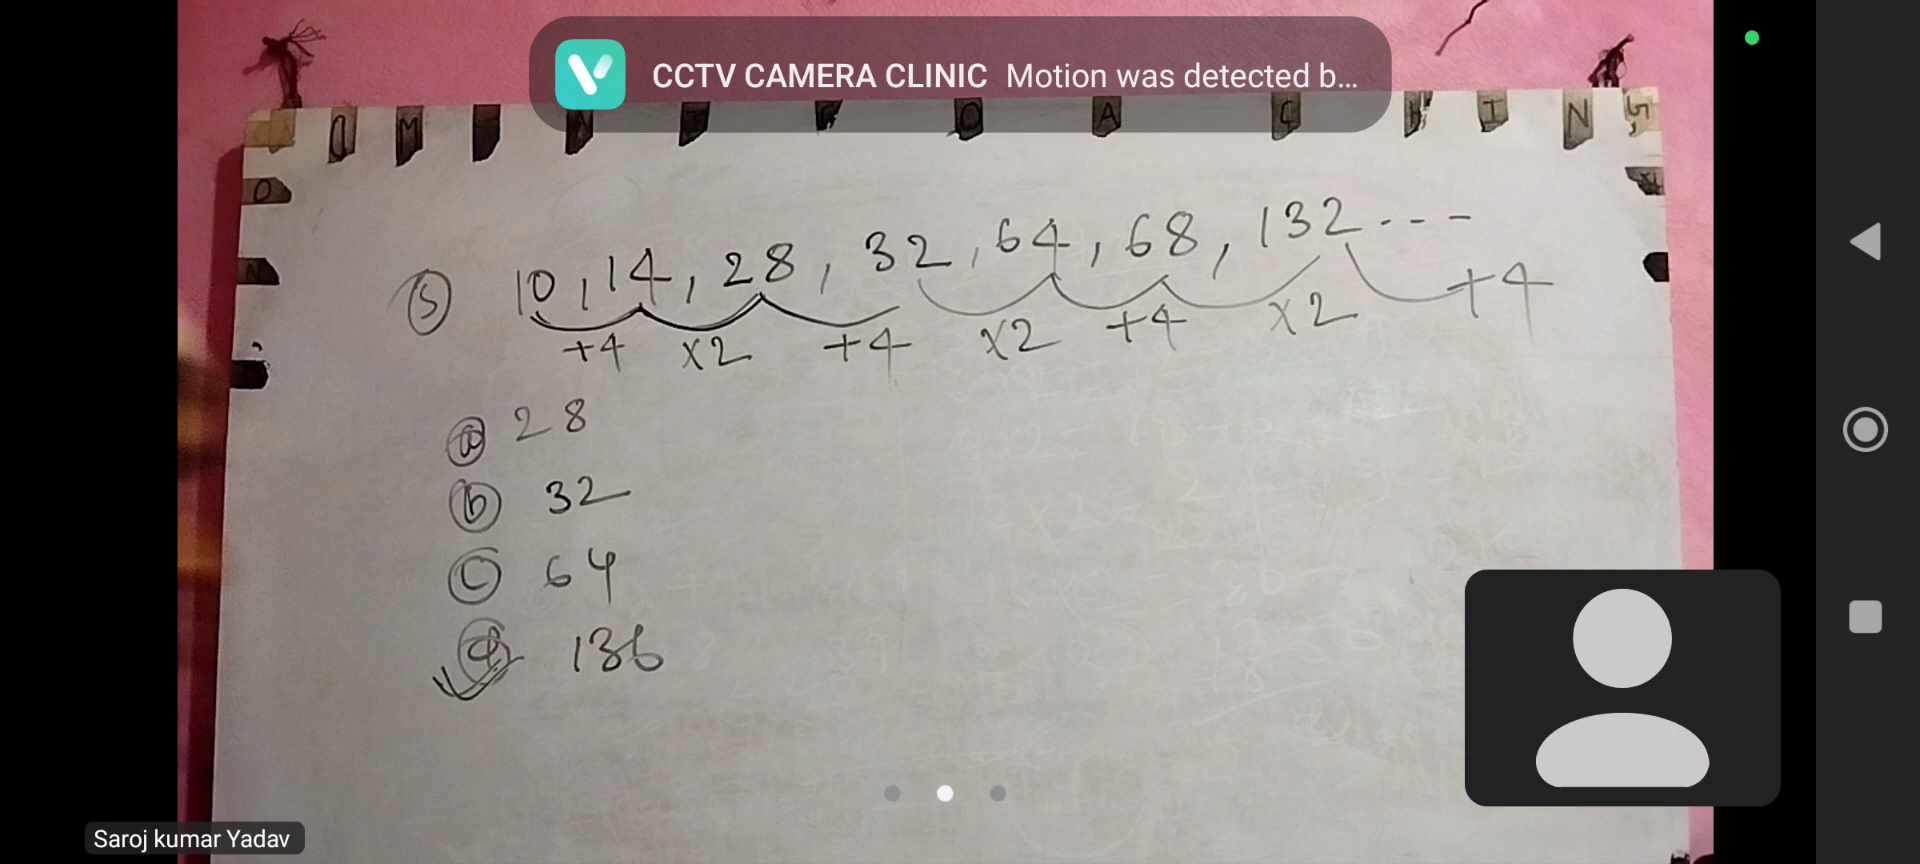 CCTV CAMERA CLINIC Motion was detected b...
5 10, 14, 28, 32, 64, 68, 132 - - -
+4 x2 +4 x2 +4 x2 +4
a 28
b 32
c 64
d 136
Saroj kumar Yadav